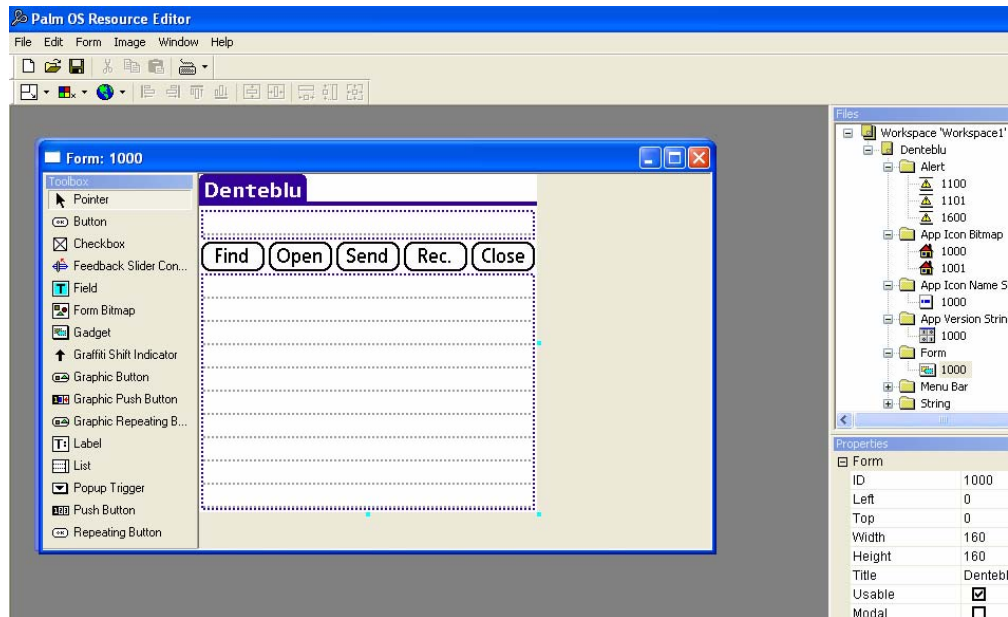 Palm OS Resource Editor
File Edit Form Image Window Help
Form: 1000
Toolbox
Pointer
Button
Checkbox
Feedback Slider Con...
Field
Form Bitmap
Gadget
Graffiti Shift Indicator
Graphic Button
Graphic Push Button
Graphic Repeating B...
Label
List
Popup Trigger
Push Button
Repeating Button
Denteblu
Find Open Send Rec. Close
Files
Workspace 'Workspace1'
Denteblu
Alert
1100
1101
1600
App Icon Bitmap
1000
1001
App Icon Name S
1000
App Version Strin
1000
Form
1000
Menu Bar
String
Properties
Form
ID 1000
Left 0
Top 0
Width 160
Height 160
Title Dentebl
Usable
Modal